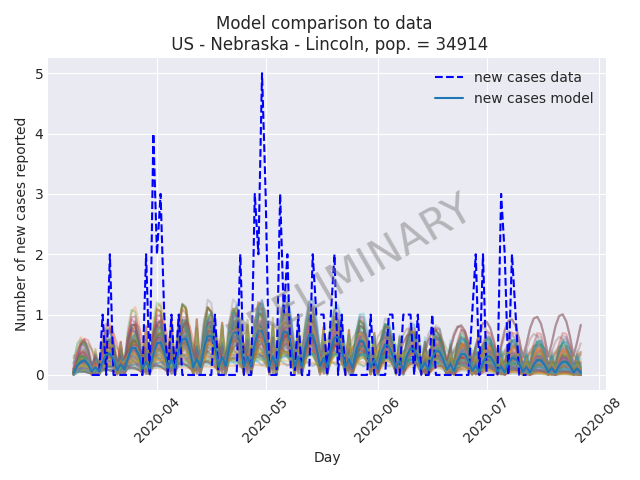 Model comparison to data
US - Nebraska - Lincoln, pop. = 34914
Number of new cases reported
5
4
3
2
1
0
new cases data
new cases model
PRELIMINARY
2020-04
2020-05
2020-06
2020-07
2020-08
Day